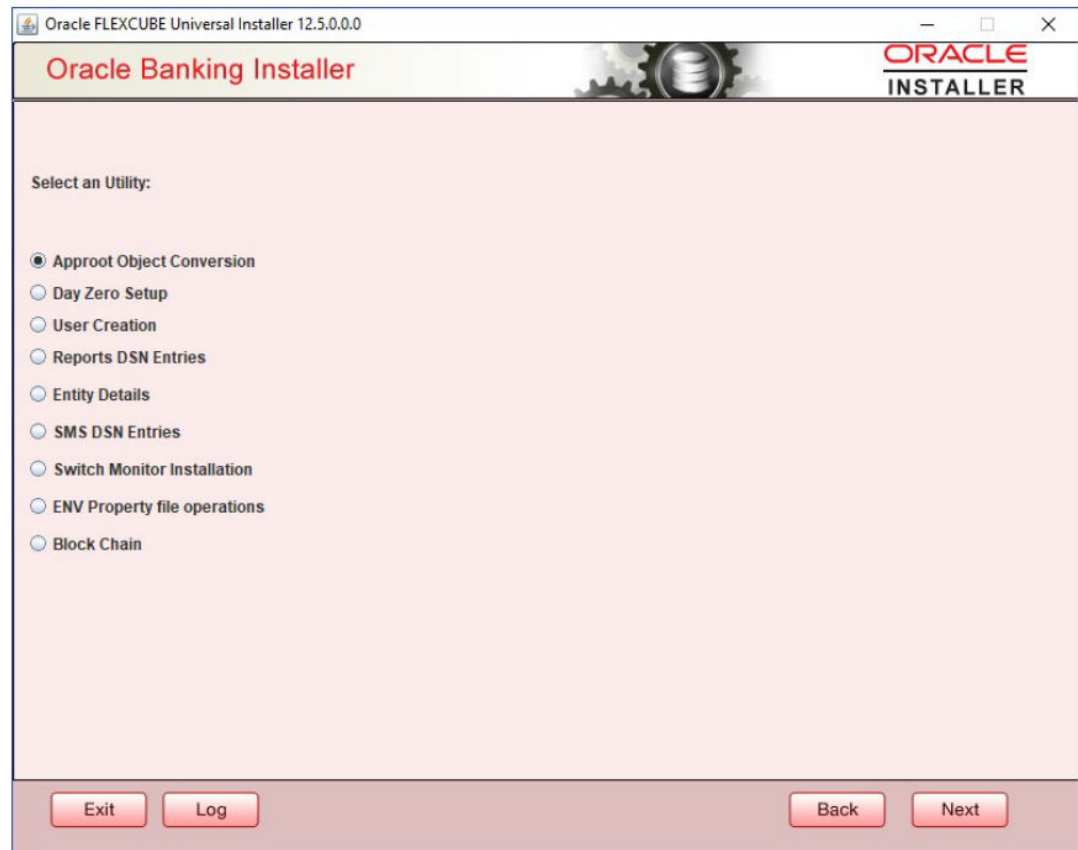 Oracle FLEXCUBE Universal Installer 12.5.0.0.0
Oracle Banking Installer
ORACLE
INSTALLER
Select an Utility:
Approot Object Conversion
Day Zero Setup
User Creation
Reports DSN Entries
Entity Details
SMS DSN Entries
Switch Monitor Installation
ENV Property file operations
Block Chain
Exit
Log
Back
Next